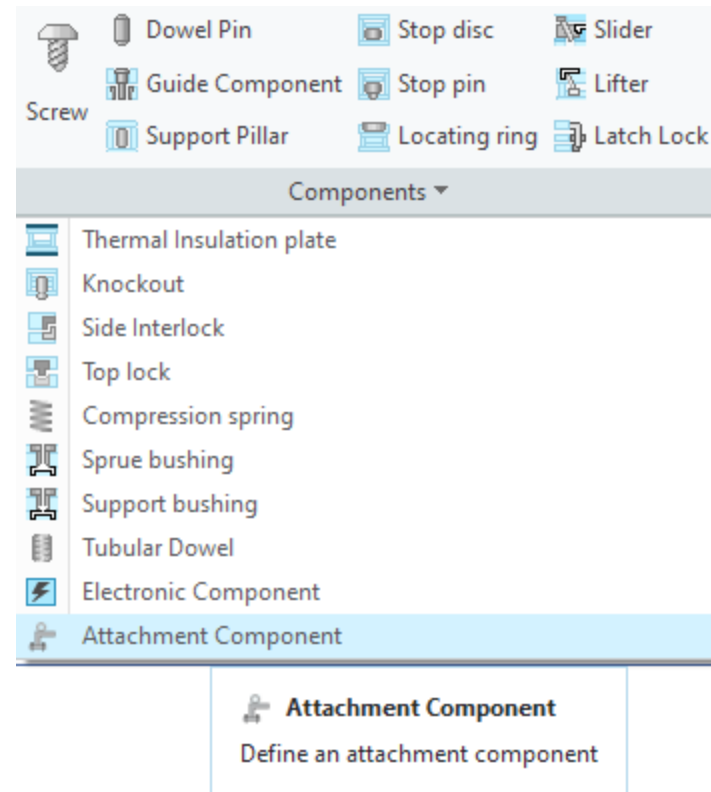 Screw
Dowel Pin
Guide Component
Support Pillar
Stop disc
Stop pin
Locating ring
Slider
Lifter
Latch Lock
Components
Thermal Insulation plate
Knockout
Side Interlock
Top lock
Compression spring
Sprue bushing
Support bushing
Tubular Dowel
Electronic Component
Attachment Component
Attachment Component
Define an attachment component